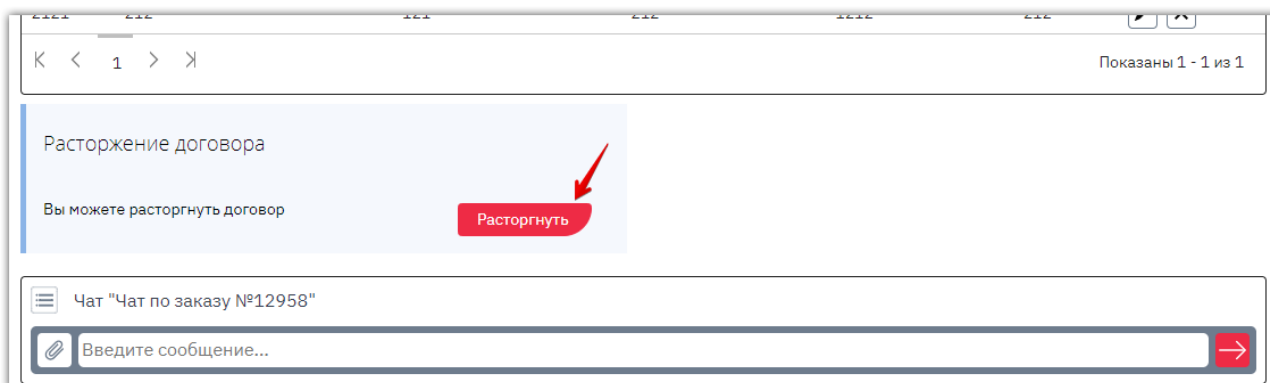 1
Показаны 1 - 1 из 1
Расторжение договора
Вы можете расторгнуть договор
Расторгнуть
Чат "Чат по заказу №12958"
Введите сообщение...